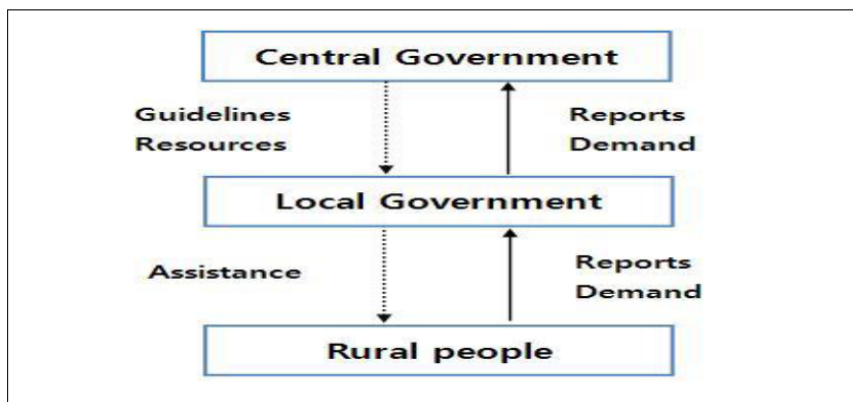 Central Government
Guidelines
Resources
Reports
Demand
Local Government
Assistance
Reports
Demand
Rural people